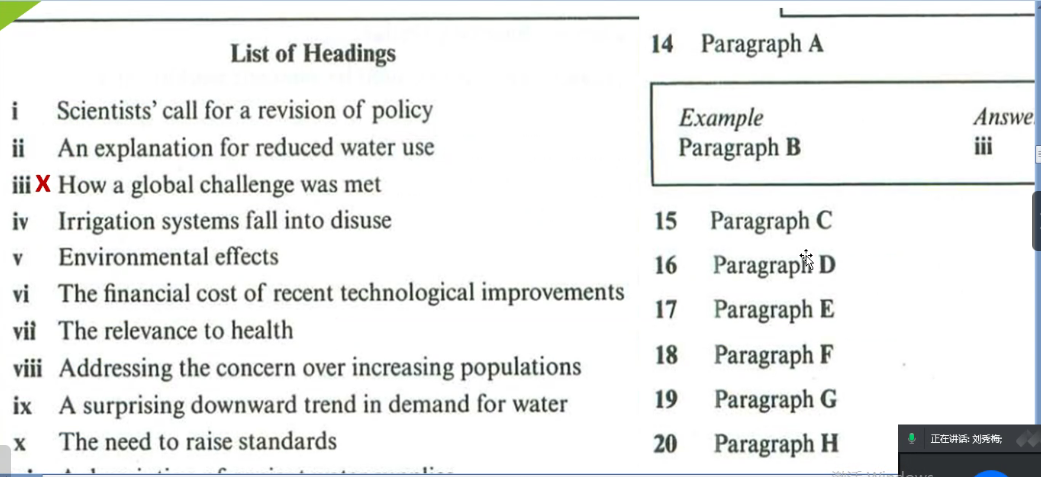 List of Headings
i Scientists' call for a revision of policy
ii An explanation for reduced water use
iii X How a global challenge was met
iv Irrigation systems fall into disuse
v Environmental effects
vi The financial cost of recent technological improvements
vii The relevance to health
viii Addressing the concern over increasing populations
ix A surprising downward trend in demand for water
x The need to raise standards
14 Paragraph A
Example Answe
Paragraph B iii
15 Paragraph C
16 Paragraph D
17 Paragraph E
18 Paragraph F
19 Paragraph G
20 Paragraph H
正在讲话: 刘秀梅;